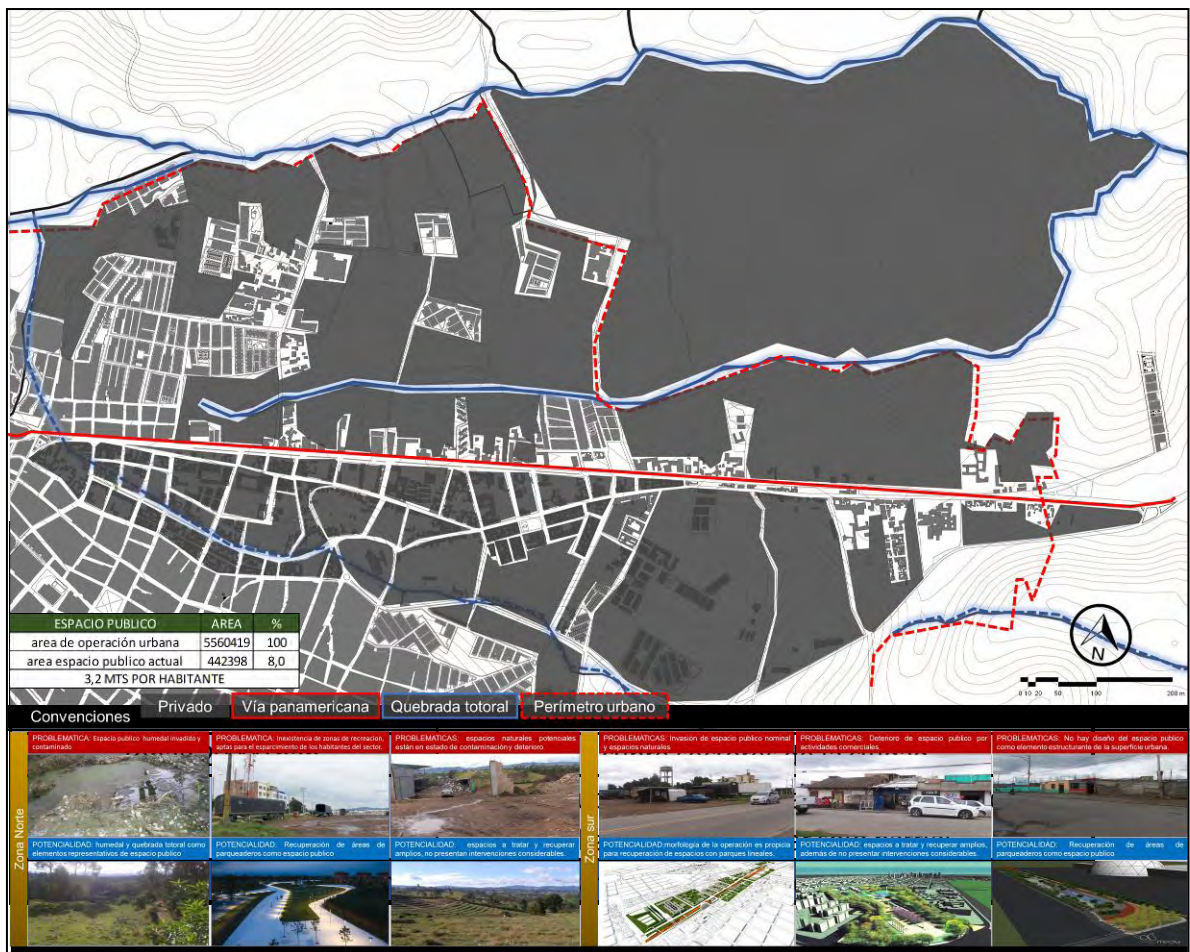 ESPACIO PUBLICO AREA %
area de operación urbana 5560419 100
area espacio publico actual 442398 8,0
3,2 MTS POR HABITANTE
N
0 10 20 50 100 200 m
Convenciones Privado Vía panamericana Quebrada totoral Perímetro urbano
Zona Norte
PROBLEMATICA: Espacio publico humedal invadido y
contaminado
PROBLEMATICA: Inexistencia de zonas de recreación,
aptas para el esparcimiento de los habitantes del sector.
PROBLEMATICAS: espacios naturales potenciales
están en estado de contaminación y deterioro
POTENCIALIDAD: humedal y quebrada totoral como
elementos representativos de espacio publico
POTENCIALIDAD: Recuperación de áreas de
parqueaderos como espacio publico
POTENCIALIDAD: espacios a tratar y recuperar
amplios, no presentan intervenciones considerables.
Zona sur
PROBLEMATICAS: Invasion de espacio publico nominal
y espacios naturales
PROBLEMATICAS: Deterioro de espacio publico por
actividades comerciales.
PROBLEMATICAS: No hay diseño del espacio publico
como elemento estructurante de la superficie urbana.
POTENCIALIDAD:morfología de la operación es propicia
para recuperación de espacios con parques lineales.
POTENCIALIDAD: espacios a tratar y recuperar amplios,
además de no presentar intervenciones considerables.
POTENCIALIDAD: Recuperación de áreas de
parqueaderos como espacio publico